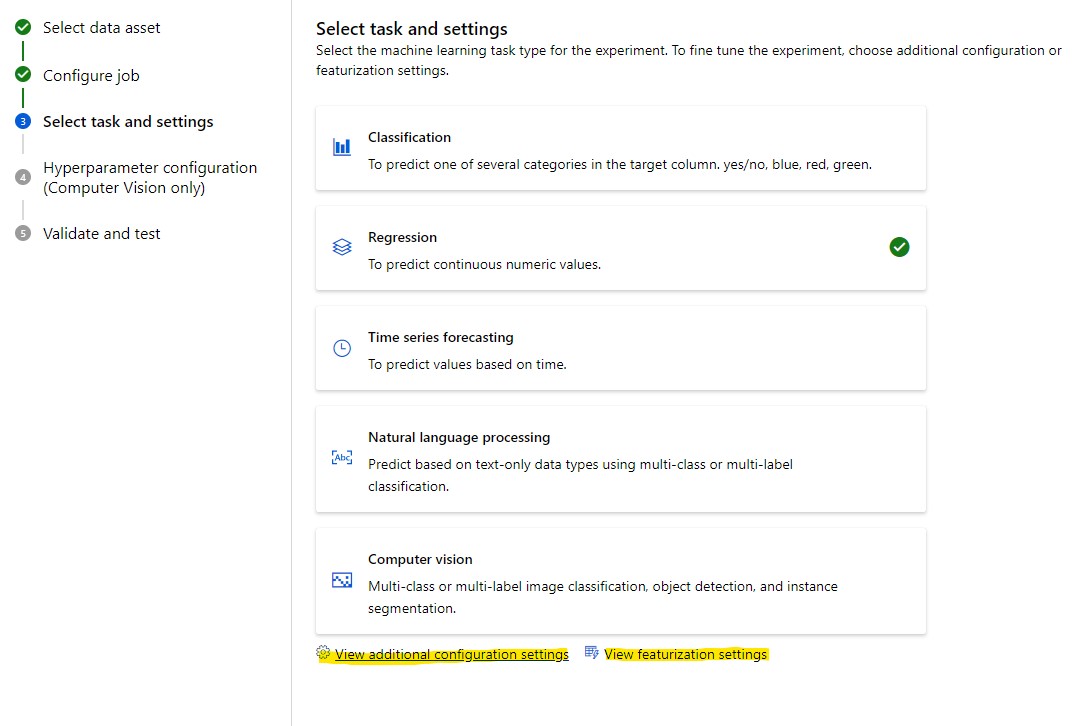 Select data asset
Configure job
3 Select task and settings
4 Hyperparameter configuration
(Computer Vision only)
5 Validate and test
Select task and settings
Select the machine learning task type for the experiment. To fine tune the experiment, choose additional configuration or
featurization settings.
Classification
To predict one of several categories in the target column. yes/no, blue, red, green.
Regression
To predict continuous numeric values.
Time series forecasting
To predict values based on time.
Natural language processing
Abc
Predict based on text-only data types using multi-class or multi-label
classification.
Computer vision
Multi-class or multi-label image classification, object detection, and instance
segmentation.
View additional configuration settings View featurization settings